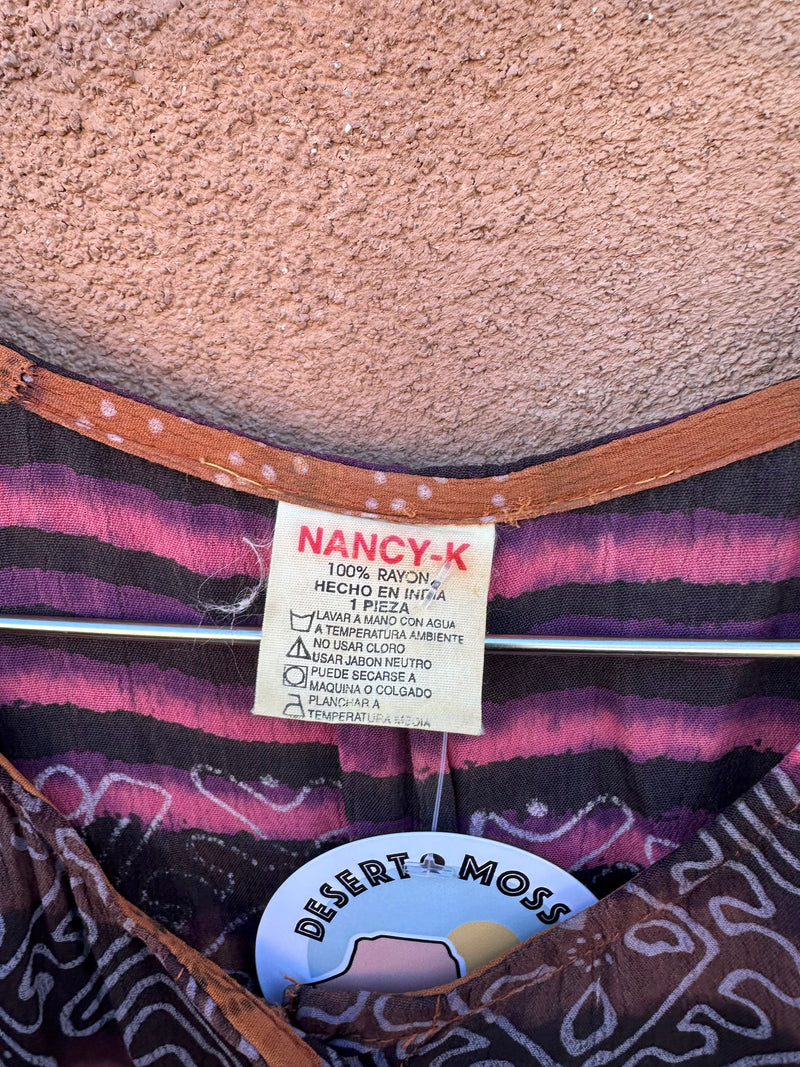 NANCY-K
100% RAYON
HECHO EN INDIA
1 PIEZA
LAVAR A MANO CON AGUA
A TEMPERATURA AMBIENTE
NO USAR CLORO
USAR JABON NEUTRO
PUEDE SECARSE A
MAQUINA O COLGADO
PLANCHAR A
TEMPERATURA MEDIA
DESERT MOSS